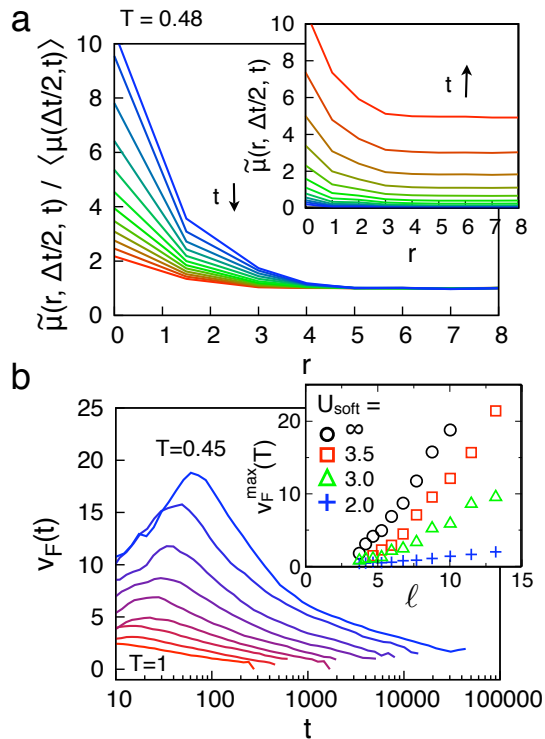 a
T = 0.48
μ̃(r, Δt/2, t) / ⟨μ(Δt/2,t)⟩
10
8
6
4
2
0
t
0 1 2 3 4 5 6 7 8
r
μ̃(r, Δt/2, t)
10
8
6
4
2
0
t
0 1 2 3 4 5 6 7 8
r
b
v_F(t)
25
20
15
10
5
0
T=0.45
T=1
10 100 1000 10000 100000
t
v_F^max(T)
20
10
0
U_soft =
∞
3.5
3.0
2.0
0 5 10 15
ℓ